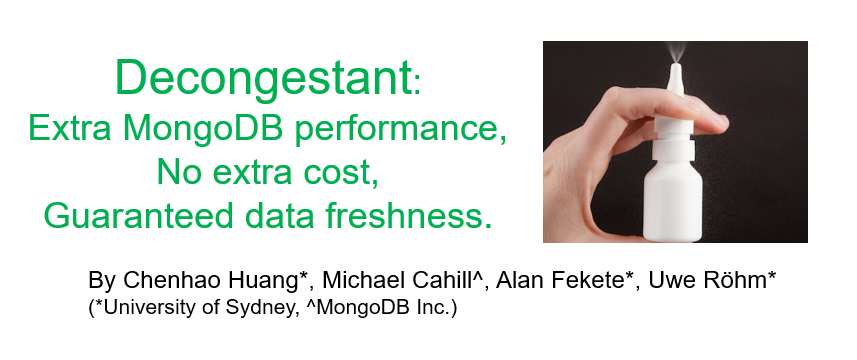 Decongestant:
Extra MongoDB performance,
No extra cost,
Guaranteed data freshness.
By Chenhao Huang*, Michael Cahill^, Alan Fekete*, Uwe Röhm*
(*University of Sydney, ^MongoDB Inc.)